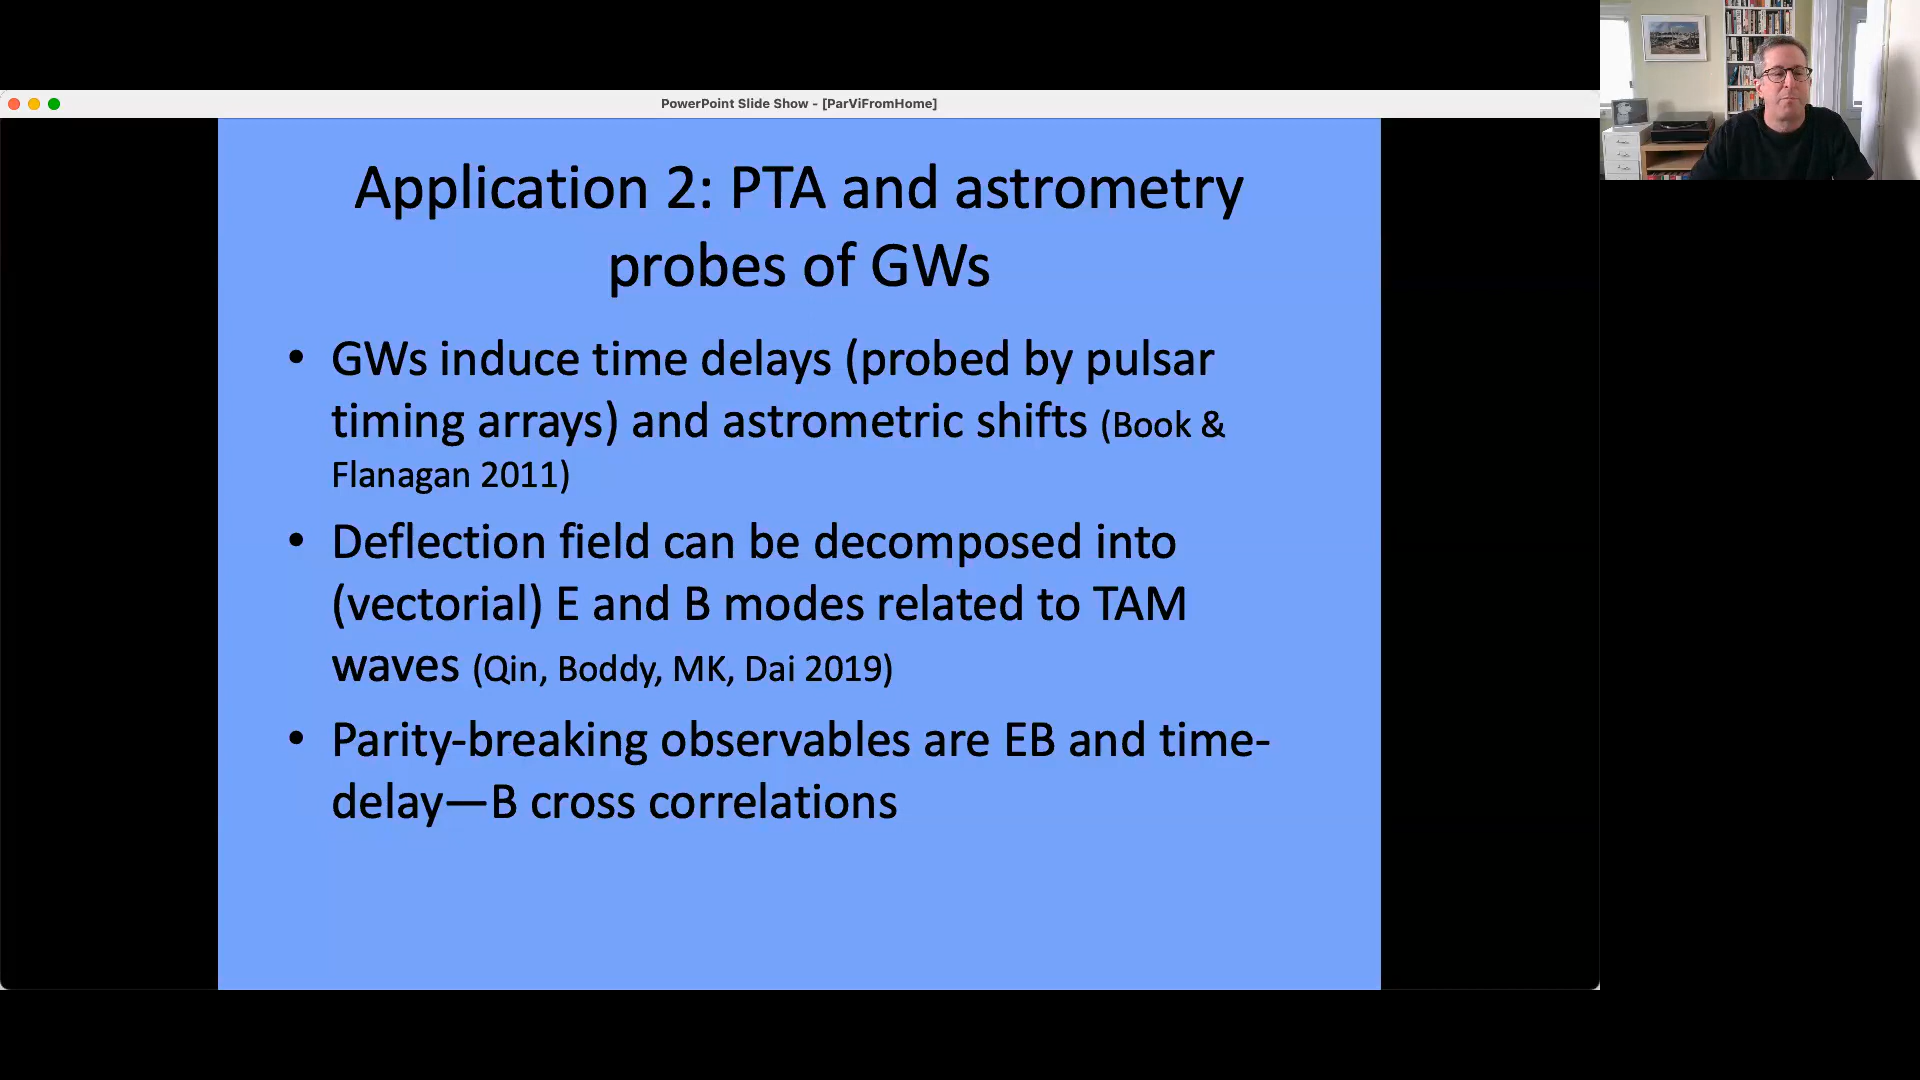 PowerPoint Slide Show - [ParViFromHome]
Application 2: PTA and astrometry
probes of GWs
• GWs induce time delays (probed by pulsar
timing arrays) and astrometric shifts (Book &
Flanagan 2011)
• Deflection field can be decomposed into
(vectorial) E and B modes related to TAM
waves (Qin, Boddy, MK, Dai 2019)
• Parity-breaking observables are EB and time-
delay—B cross correlations